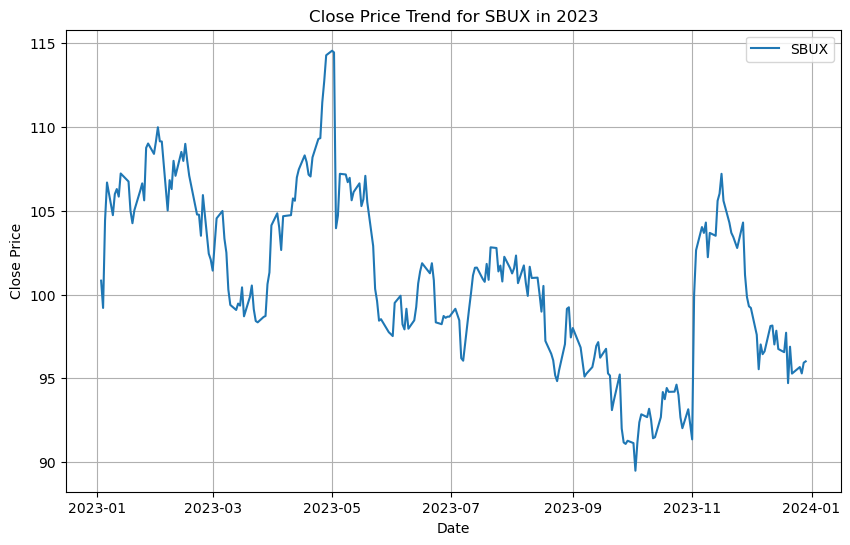 Close Price Trend for SBUX in 2023
SBUX
115
110
105
100
95
90
Close Price
2023-01 2023-03 2023-05 2023-07 2023-09 2023-11 2024-01
Date